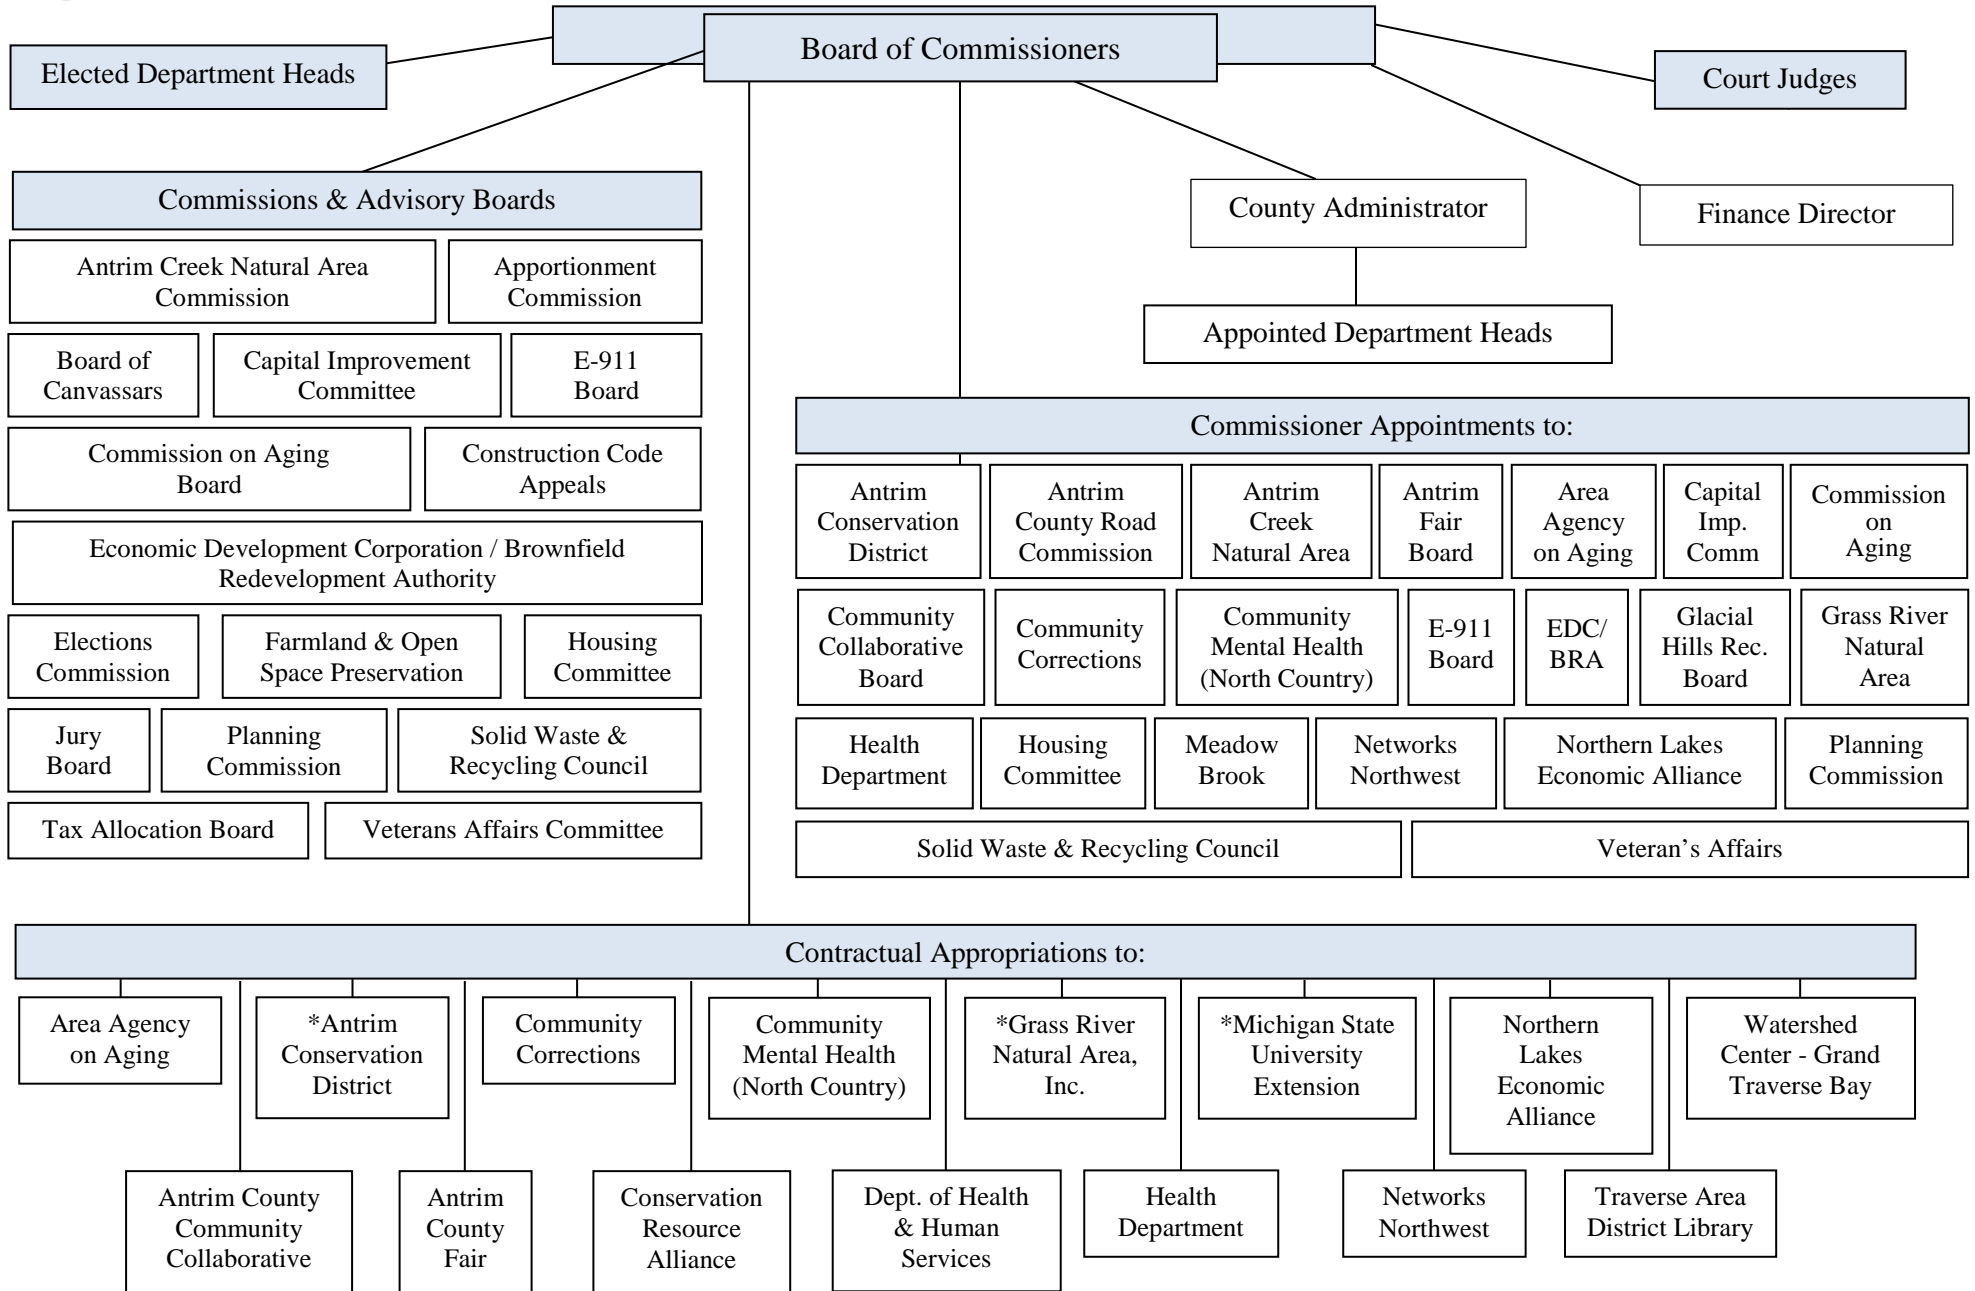 Board of Commissioners
Elected Department Heads
Court Judges
Commissions & Advisory Boards
County Administrator
Finance Director
Appointed Department Heads
Antrim Creek Natural Area
Commission
Apportionment
Commission
Board of
Canvassars
Capital Improvement
Committee
E-911
Board
Commission on Aging
Board
Construction Code
Appeals
Economic Development Corporation / Brownfield
Redevelopment Authority
Elections
Commission
Farmland & Open
Space Preservation
Housing
Committee
Jury
Board
Planning
Commission
Solid Waste &
Recycling Council
Tax Allocation Board
Veterans Affairs Committee
Commissioner Appointments to:
Antrim
Conservation
District
Antrim
County Road
Commission
Antrim
Creek
Natural Area
Antrim
Fair
Board
Area
Agency
on Aging
Capital
Imp.
Comm
Commission
on
Aging
Community
Collaborative
Board
Community
Corrections
Community
Mental Health
(North Country)
E-911
Board
EDC/
BRA
Glacial
Hills Rec.
Board
Grass River
Natural
Area
Health
Department
Housing
Committee
Meadow
Brook
Networks
Northwest
Northern Lakes
Economic Alliance
Planning
Commission
Solid Waste & Recycling Council
Veteran’s Affairs
Contractual Appropriations to:
Area Agency
on Aging
*Antrim
Conservation
District
Community
Corrections
Community
Mental Health
(North Country)
*Grass River
Natural Area,
Inc.
*Michigan State
University
Extension
Northern
Lakes
Economic
Alliance
Watershed
Center - Grand
Traverse Bay
Antrim County
Community
Collaborative
Antrim
County
Fair
Conservation
Resource
Alliance
Dept. of Health
& Human
Services
Health
Department
Networks
Northwest
Traverse Area
District Library